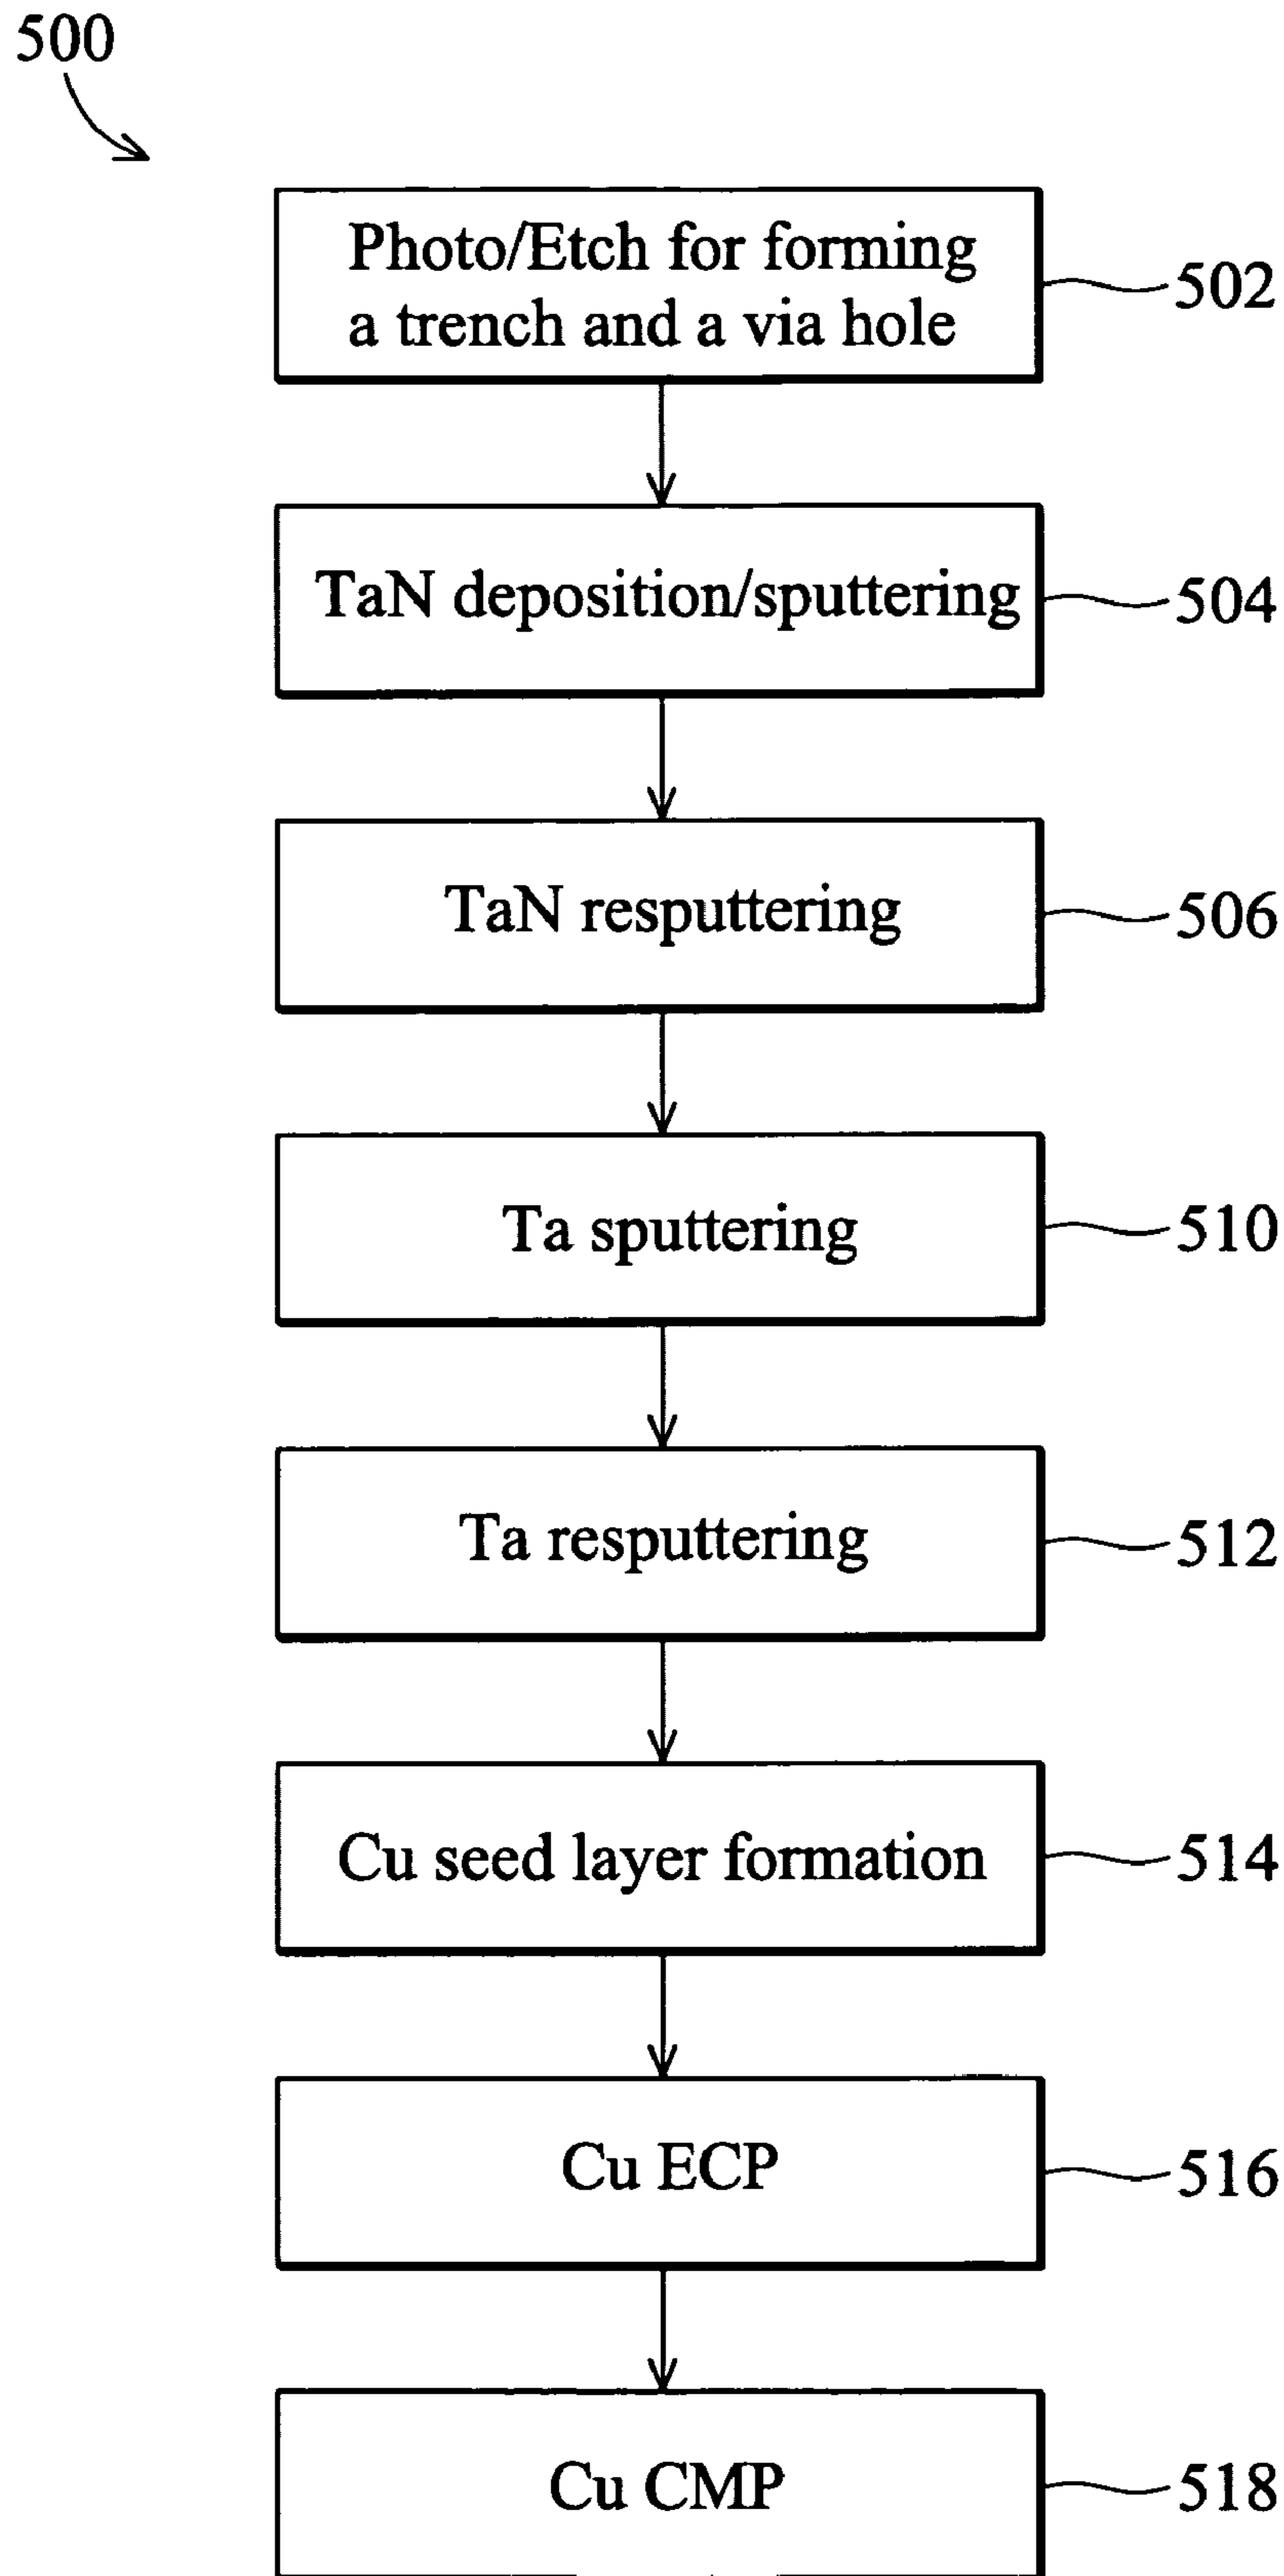 500
Photo/Etch for forming
a trench and a via hole
502
TaN deposition/sputtering
504
TaN resputtering
506
Ta sputtering
510
Ta resputtering
512
Cu seed layer formation
514
Cu ECP
516
Cu CMP
518